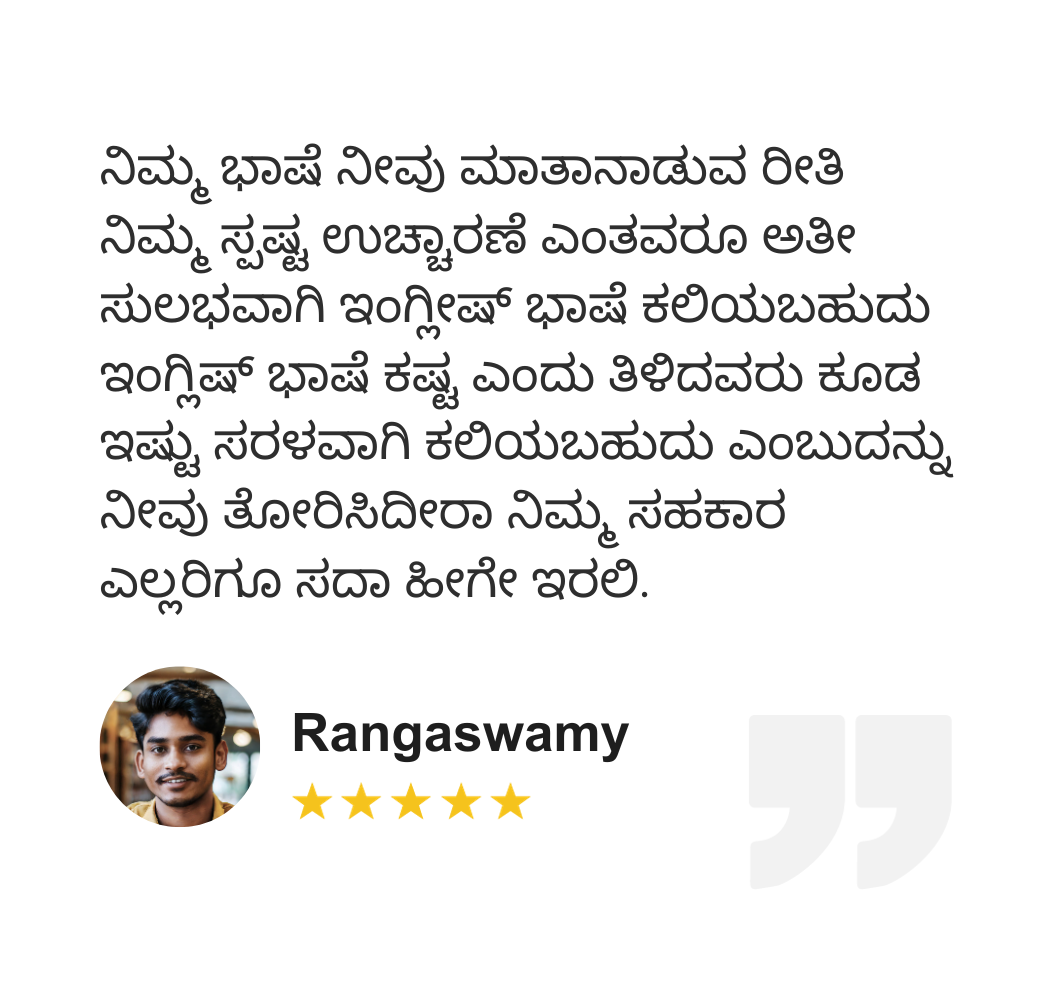 ನಿಮ್ಮ ಭಾಷೆ ನೀವು ಮಾತಾನಾಡುವ ರೀತಿ
ನಿಮ್ಮ ಸ್ಪಷ್ಟ ಉಚ್ಚಾರಣೆ ಎಂತವರೂ ಅತೀ
ಸುಲಭವಾಗಿ ಇಂಗ್ಲೀಷ್ ಭಾಷೆ ಕಲಿಯಬಹುದು
ಇಂಗ್ಲಿಷ್ ಭಾಷೆ ಕಷ್ಟ ಎಂದು ತಿಳಿದವರು ಕೂಡ
ಇಷ್ಟು ಸರಳವಾಗಿ ಕಲಿಯಬಹುದು ಎಂಬುದನ್ನು
ನೀವು ತೋರಿಸಿದೀರಾ ನಿಮ್ಮ ಸಹಕಾರ
ಎಲ್ಲರಿಗೂ ಸದಾ ಹೀಗೇ ಇರಲಿ.
Rangaswamy